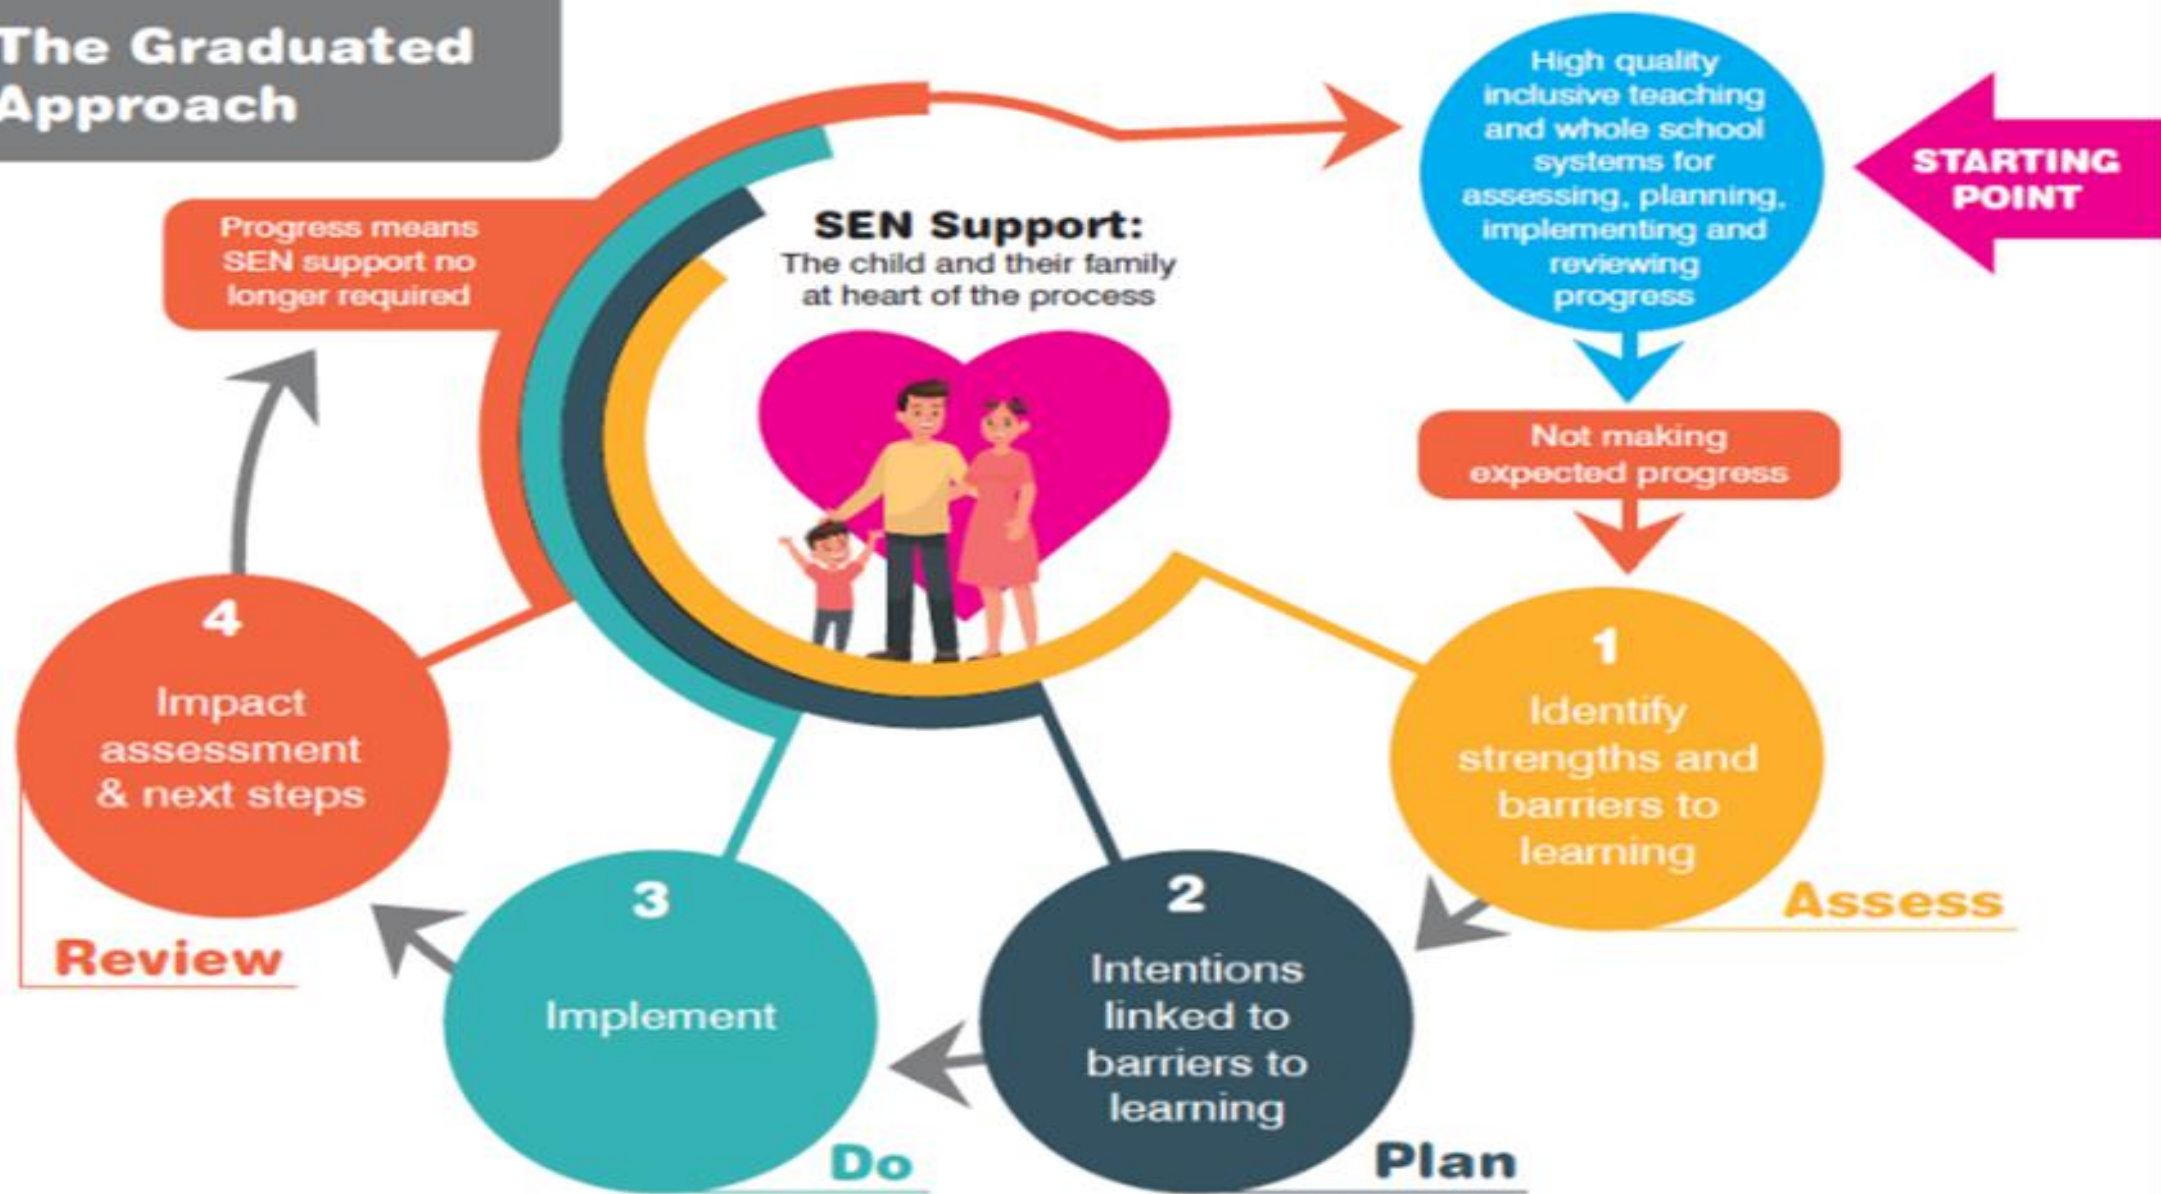 The Graduated
Approach
High quality
inclusive teaching
and whole school
systems for
assessing, planning,
implementing and
reviewing
progress
STARTING
POINT
Progress means
SEN support no
longer required
SEN Support:
The child and their family
at heart of the process
Not making
expected progress
1
Identify
strengths and
barriers to
learning
Assess
2
Intentions
linked to
barriers to
learning
Plan
3
Implement
Do
4
Impact
assessment
& next steps
Review